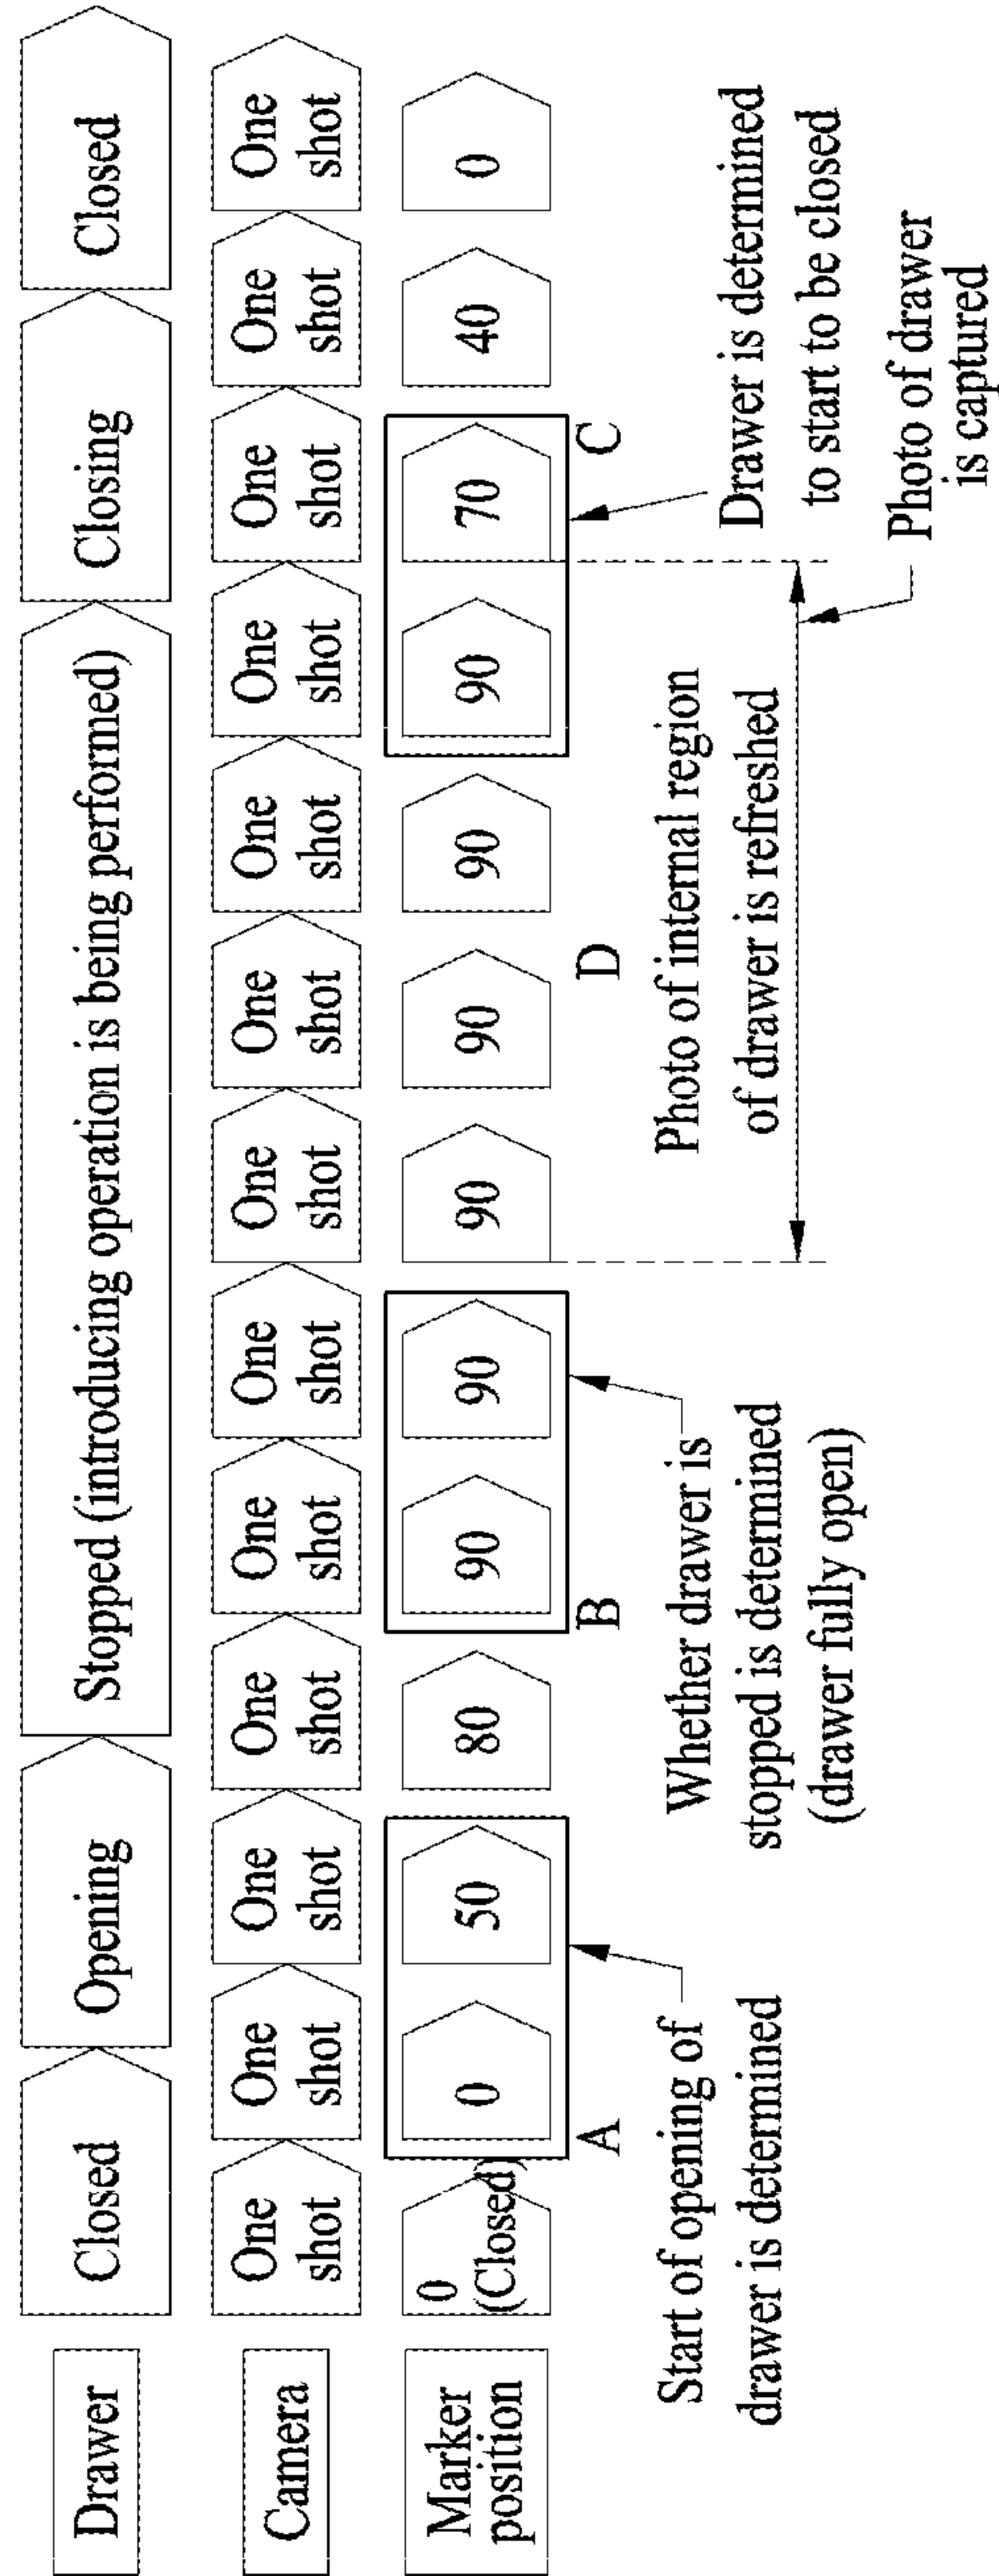 Drawer
Closed
Opening
Stopped (introducing operation is being performed)
Closing
Closed
Camera
One
shot
One
shot
One
shot
One
shot
One
shot
One
shot
One
shot
One
shot
One
shot
One
shot
One
shot
One
shot
One
shot
Marker
position
0
(Closed)
0
50
80
90
90
90
90
90
90
70
40
0
A
B
D
C
Start of opening of
drawer is determined
Whether drawer is
stopped is determined
(drawer fully open)
Photo of internal region
of drawer is refreshed
Drawer is determined
to start to be closed
Photo of drawer
is captured